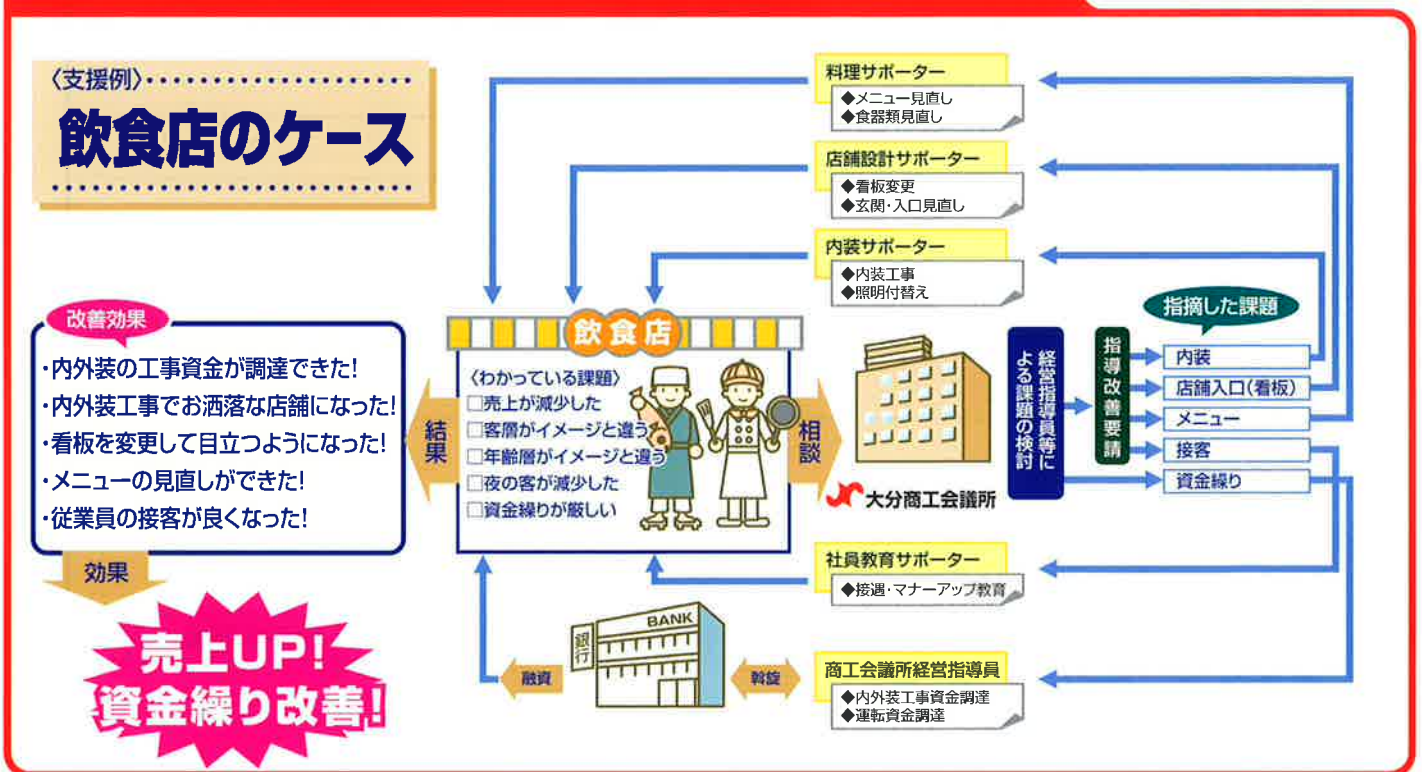 〈支援例〉
飲食店のケース
料理サポーター
◆メニュー見直し
◆食器類見直し
店舗設計サポーター
◆看板変更
◆玄関・入口見直し
内装サポーター
◆内装工事
◆照明付替え
改善効果
・内外装の工事資金が調達できた!
・内外装工事でお洒落な店舗になった!
・看板を変更して目立つようになった!
・メニューの見直しができた!
・従業員の接客が良くなった!
効果
売上UP!
資金繰り改善!
結果
飲食店
〈わかっている課題〉
□売上が減少した
□客層がイメージと違う
□年齢層がイメージと違う
□夜の客が減少した
□資金繰りが厳しい
相談
大分商工会議所
経営指導員等に
よる課題の検討
指導改善要請
指摘した課題
内装
店舗入口(看板)
メニュー
接客
資金繰り
社員教育サポーター
◆接遇・マナーアップ教育
融資
銀行
BANK
斡旋
商工会議所経営指導員
◆内外装工事資金調達
◆運転資金調達